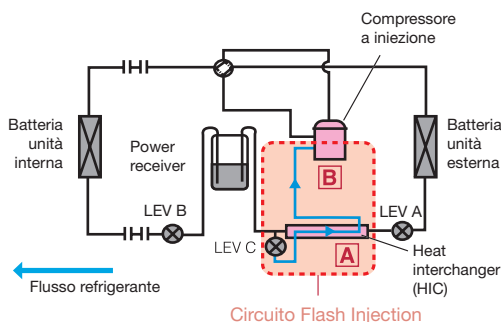 Compressore
a iniezione
Batteria
unità
interna
Power
receiver
Batteria
unità
esterna
B
LEV B
LEV A
LEV C
A
Heat
interchanger
(HIC)
Flusso refrigerante
Circuito Flash Injection